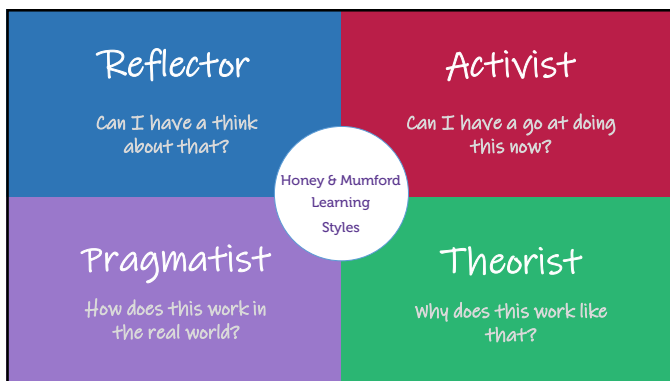 Reflector
Can I have a think
about that?
Activist
Can I have a go at doing
this now?
Honey & Mumford
Learning
Styles
Pragmatist
How does this work in
the real world?
Theorist
Why does this work like
that?